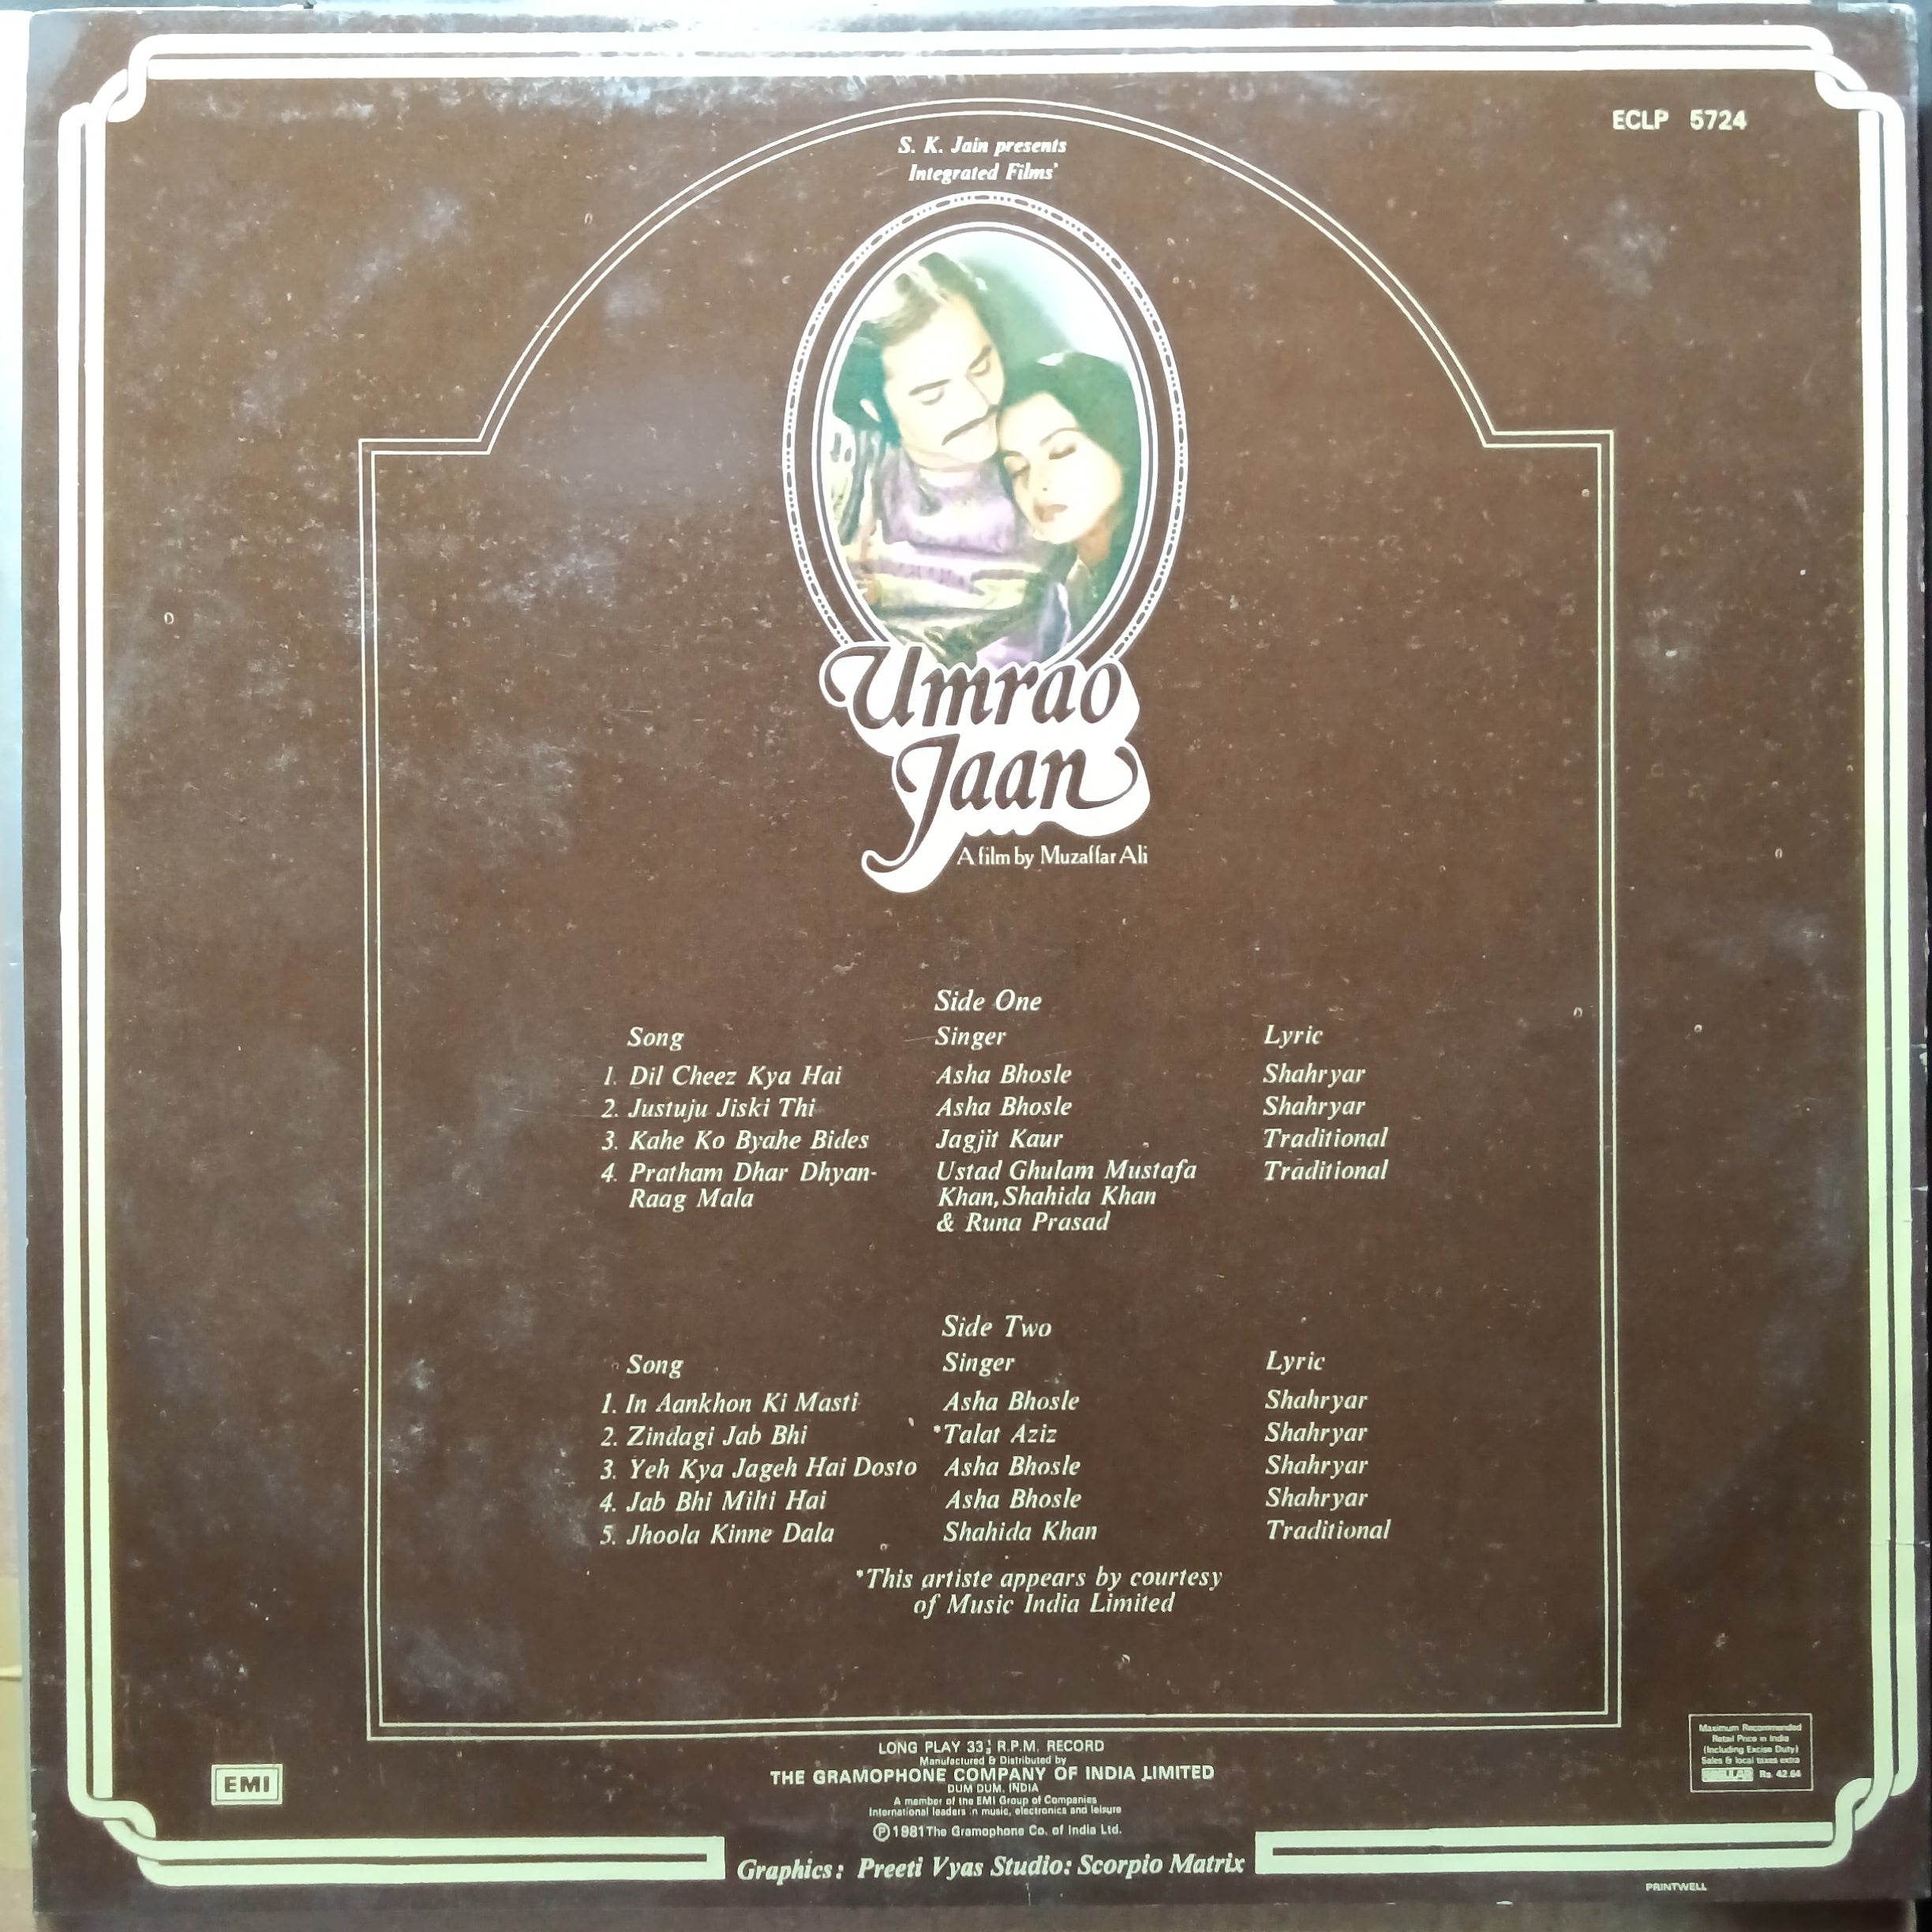 ECLP 5724
S. K. Jain presents
Integrated Films'
Umrao
Jaan
A film by Muzaffar Ali
Side One
Song Singer Lyric
1. Dil Cheez Kya Hai Asha Bhosle Shahryar
2. Justuju Jiski Thi Asha Bhosle Shahryar
3. Kahe Ko Byahe Bides Jagjit Kaur Traditional
4. Pratham Dhar Dhyan- Ustad Ghulam Mustafa Traditional
Raag Mala Khan, Shahida Khan
& Runa Prasad
Side Two
Song Singer Lyric
1. In Aankhon Ki Masti Asha Bhosle Shahryar
2. Zindagi Jab Bhi *Talat Aziz Shahryar
3. Yeh Kya Jageh Hai Dosto Asha Bhosle Shahryar
4. Jab Bhi Milti Hai Asha Bhosle Shahryar
5. Jhoola Kinne Dala Shahida Khan Traditional
*This artiste appears by courtesy
of Music India Limited
LONG PLAY 33⅓ R.P.M. RECORD
Manufactured & Distributed by
THE GRAMOPHONE COMPANY OF INDIA LIMITED
DUM DUM, INDIA
A member of the EMI Group of Companies
International leaders in music, electronics and leisure
℗ 1981 The Gramophone Co. of India Ltd.
EMI
Maximum Recommended
Retail Price in India
(Including Excise Duty)
Sales & local taxes extra
Rs. 42.64
Graphics: Preeti Vyas Studio: Scorpio Matrix
PRINTWELL